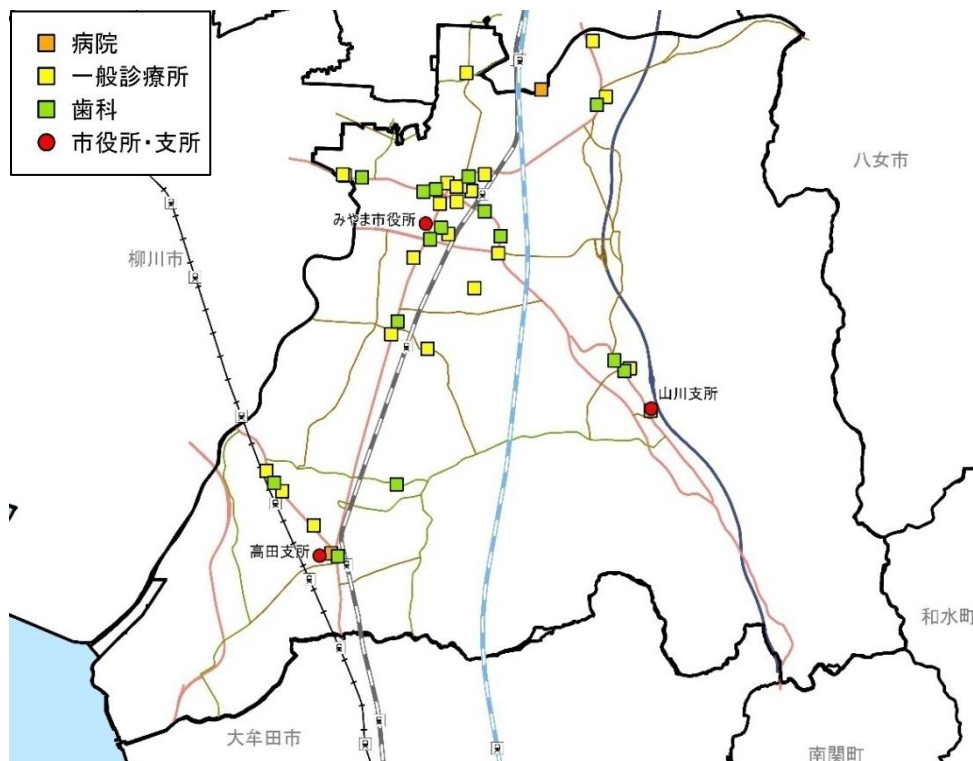 病院
一般診療所
歯科
市役所・支所
八女市
みやま市役所
柳川市
山川支所
高田支所
和水町
大牟田市
南関町